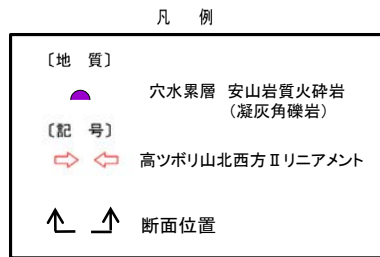 凡 例
〔地 質〕
穴水累層 安山岩質火砕岩
（凝灰角礫岩）
〔記 号〕
高ツボリ山北西方Ⅱリニアメント
断面位置